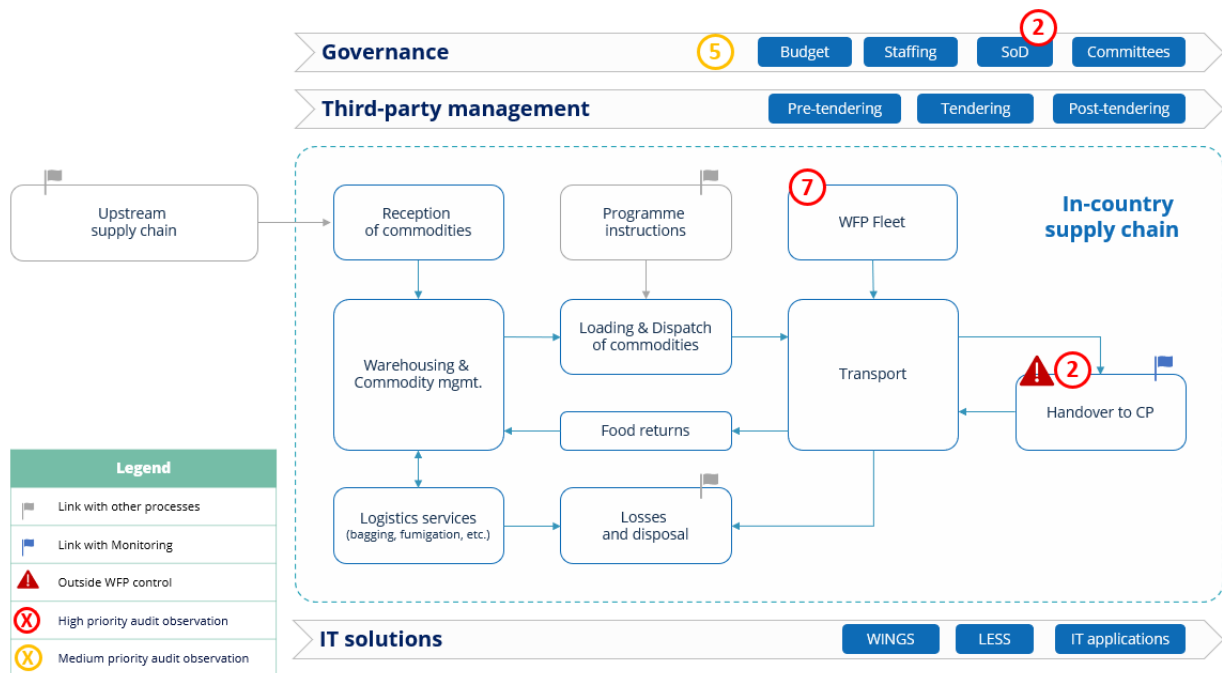 Governance
5
Budget
Staffing
SoD
2
Committees
Third-party management
Pre-tendering
Tendering
Post-tendering
Upstream
supply chain
Reception
of commodities
Programme
instructions
7
WFP Fleet
In-country
supply chain
Warehousing &
Commodity mgmt.
Loading & Dispatch
of commodities
Transport
2
Handover to CP
Food returns
Logistics services
(bagging, fumigation, etc.)
Losses
and disposal
Legend
Link with other processes
Link with Monitoring
Outside WFP control
X
High priority audit observation
X
Medium priority audit observation
IT solutions
WINGS
LESS
IT applications